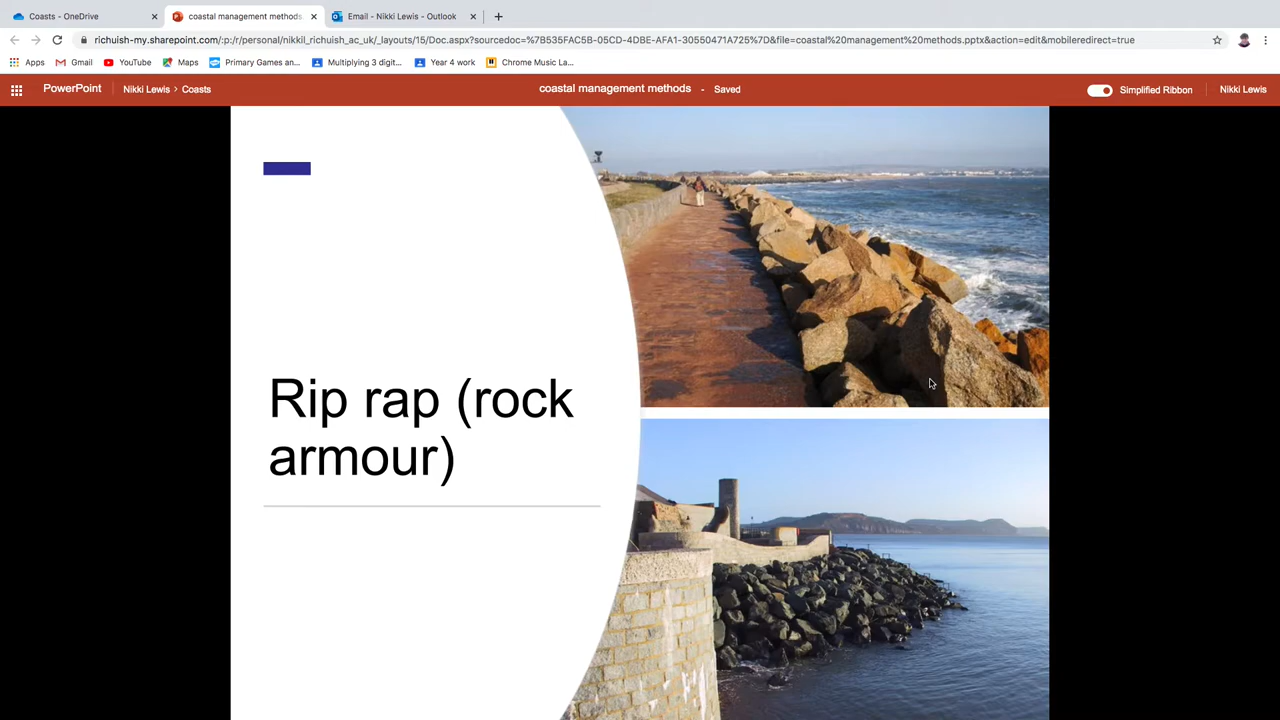 Coasts - OneDrive
coastal management methods.
Email - Nikki Lewis - Outlook
richuish-my.sharepoint.com/:p:/r/personal/nikkil_richuish_ac_uk/_layouts/15/Doc.aspx?sourcedoc=%7B535FAC5B-05CD-4DBE-AFA1-30550471A725%7D&file=coastal%20management%20methods.pptx&action=edit&mobileredirect=true
Apps
Gmail
YouTube
Maps
Primary Games an...
Multiplying 3 digit...
Year 4 work
Chrome Music La...
PowerPoint
Nikki Lewis > Coasts
coastal management methods - Saved
Simplified Ribbon
Nikki Lewis
Rip rap (rock
armour)